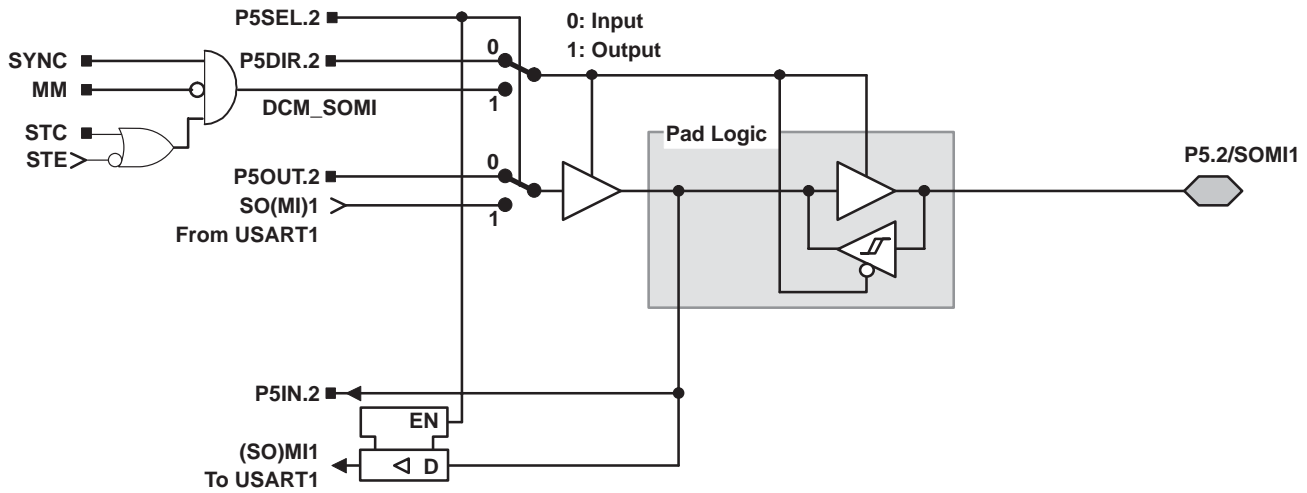 P5SEL.2
0: Input
1: Output
SYNC
P5DIR.2
0
MM
DCM_SOMI
1
STC
STE
Pad Logic
P5.2/SOMI1
P5OUT.2
0
SO(MI)1
1
From USART1
P5IN.2
EN
(SO)MI1
D
To USART1